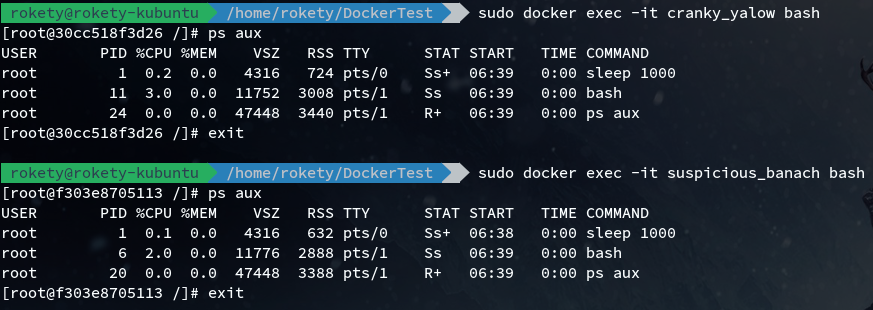 rokety@rokety-kubuntu /home/rokety/DockerTest sudo docker exec -it cranky_yalow bash
[root@30cc518f3d26 /]# ps aux
USER PID %CPU %MEM VSZ RSS TTY STAT START TIME COMMAND
root 1 0.2 0.0 4316 724 pts/0 Ss+ 06:39 0:00 sleep 1000
root 11 3.0 0.0 11752 3008 pts/1 Ss 06:39 0:00 bash
root 24 0.0 0.0 47448 3440 pts/1 R+ 06:39 0:00 ps aux
[root@30cc518f3d26 /]# exit
rokety@rokety-kubuntu /home/rokety/DockerTest sudo docker exec -it suspicious_banach bash
[root@f303e8705113 /]# ps aux
USER PID %CPU %MEM VSZ RSS TTY STAT START TIME COMMAND
root 1 0.1 0.0 4316 632 pts/0 Ss+ 06:38 0:00 sleep 1000
root 6 2.0 0.0 11776 2888 pts/1 Ss 06:39 0:00 bash
root 20 0.0 0.0 47448 3388 pts/1 R+ 06:39 0:00 ps aux
[root@f303e8705113 /]# exit